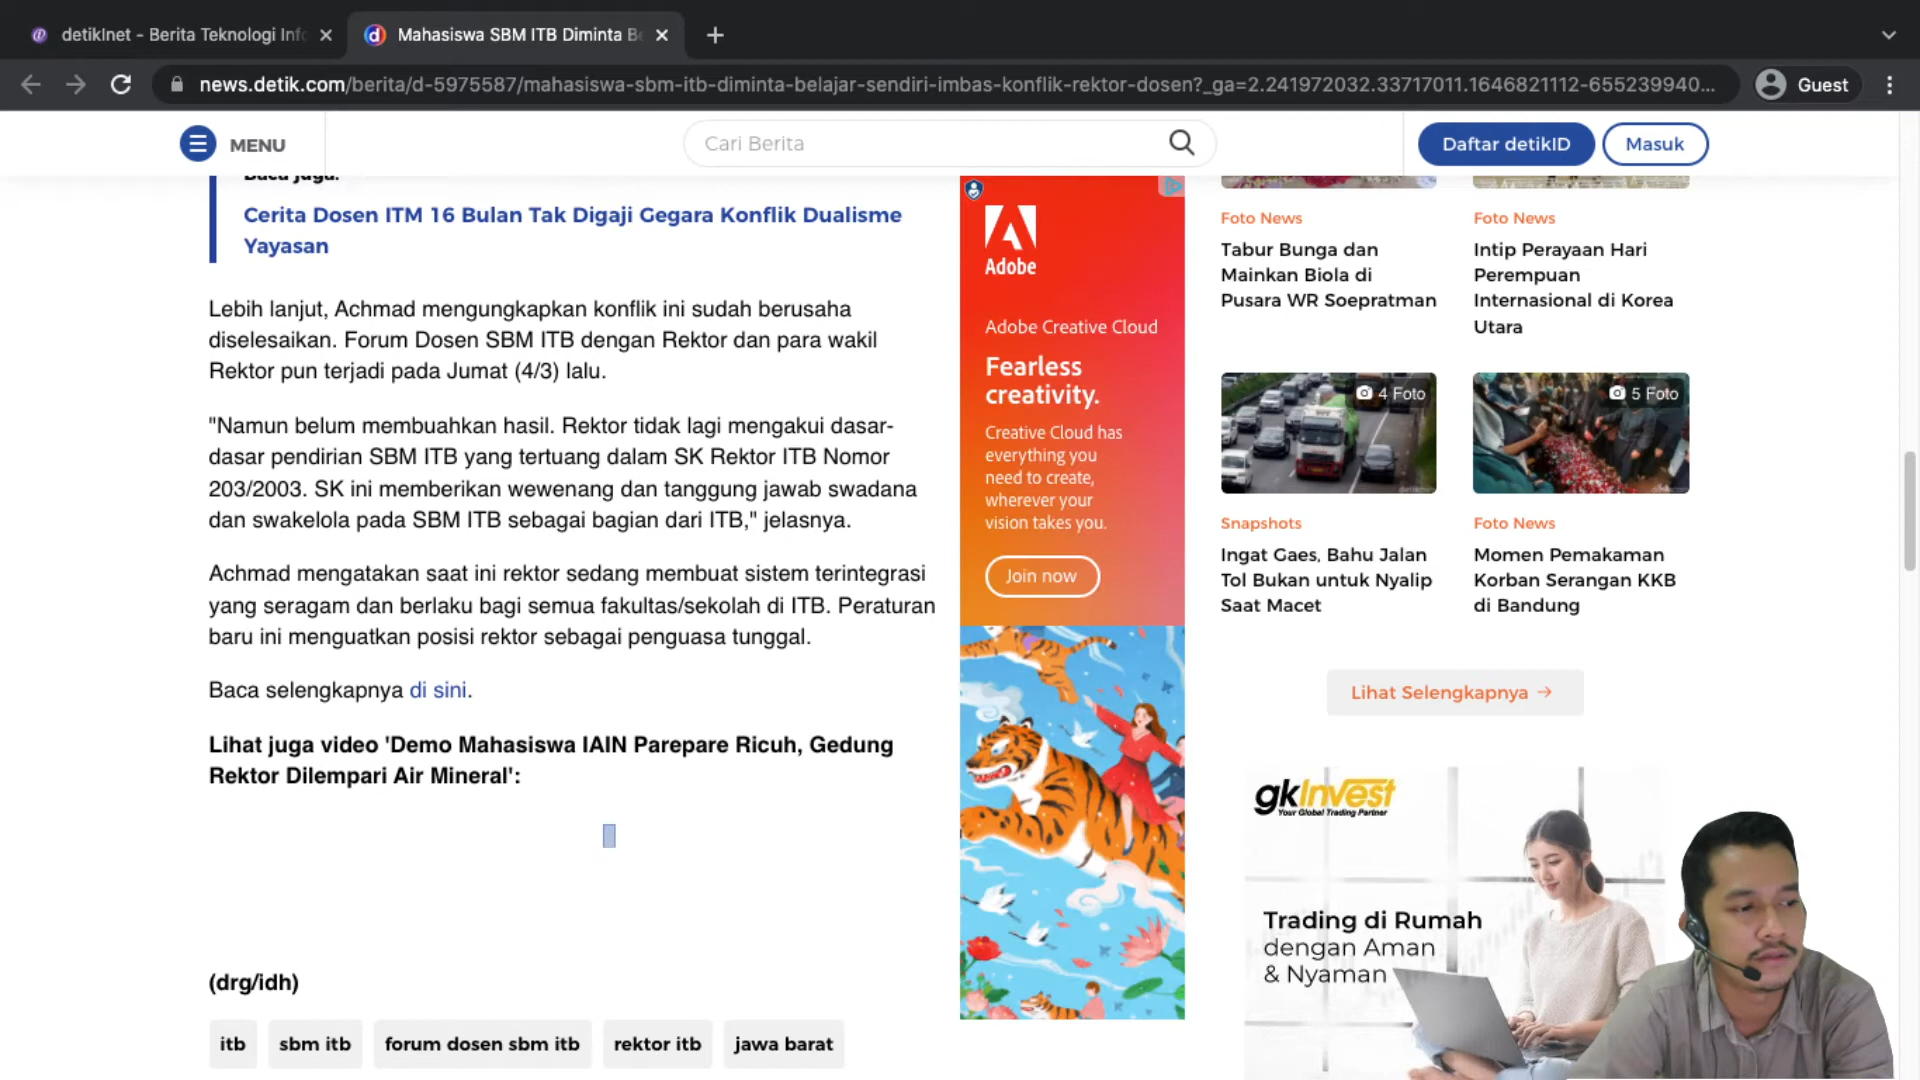 detikInet - Berita Teknologi Info
Mahasiswa SBM ITB Diminta Be
news.detik.com/berita/d-5975587/mahasiswa-sbm-itb-diminta-belajar-sendiri-imbas-konflik-rektor-dosen?_ga=2.241972032.33717011.1646821112-655239940...
Guest
MENU
Cari Berita
Daftar detikID
Masuk
Baca juga:
Cerita Dosen ITM 16 Bulan Tak Digaji Gegara Konflik Dualisme
Yayasan
Lebih lanjut, Achmad mengungkapkan konflik ini sudah berusaha
diselesaikan. Forum Dosen SBM ITB dengan Rektor dan para wakil
Rektor pun terjadi pada Jumat (4/3) lalu.
"Namun belum membuahkan hasil. Rektor tidak lagi mengakui dasar-
dasar pendirian SBM ITB yang tertuang dalam SK Rektor ITB Nomor
203/2003. SK ini memberikan wewenang dan tanggung jawab swadana
dan swakelola pada SBM ITB sebagai bagian dari ITB," jelasnya.
Achmad mengatakan saat ini rektor sedang membuat sistem terintegrasi
yang seragam dan berlaku bagi semua fakultas/sekolah di ITB. Peraturan
baru ini menguatkan posisi rektor sebagai penguasa tunggal.
Baca selengkapnya di sini.
Lihat juga video 'Demo Mahasiswa IAIN Parepare Ricuh, Gedung
Rektor Dilempari Air Mineral':
(drg/idh)
itb
sbm itb
forum dosen sbm itb
rektor itb
jawa barat
Adobe
Adobe Creative Cloud
Fearless
creativity.
Creative Cloud has
everything you
need to create,
wherever your
vision takes you.
Join now
Foto News
Tabur Bunga dan
Mainkan Biola di
Pusara WR Soepratman
Foto News
Intip Perayaan Hari
Perempuan
Internasional di Korea
Utara
4 Foto
Snapshots
Ingat Gaes, Bahu Jalan
Tol Bukan untuk Nyalip
Saat Macet
5 Foto
Foto News
Momen Pemakaman
Korban Serangan KKB
di Bandung
Lihat Selengkapnya →
gkInvest
Your Global Trading Partner
Trading di Rumah
dengan Aman
& Nyaman